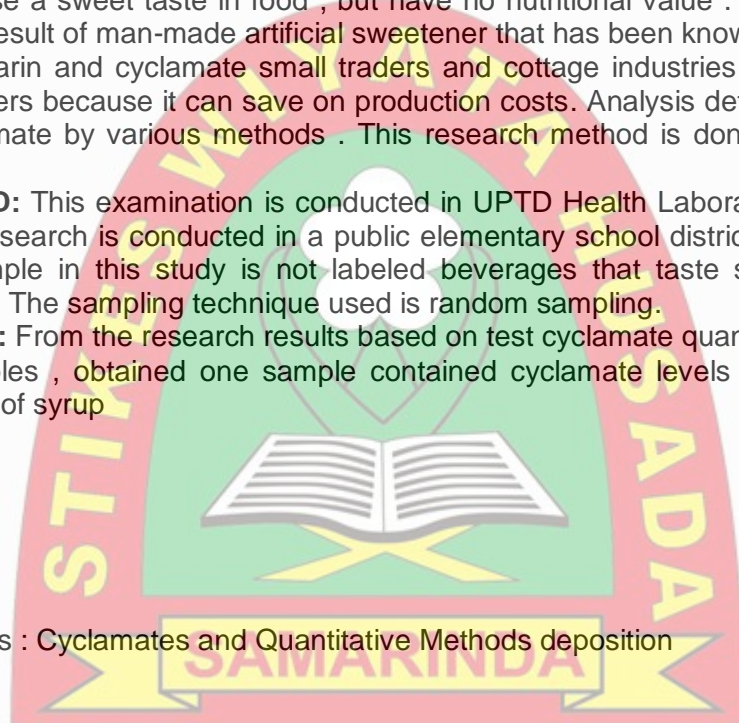 se a sweet taste in food , but have no nutritional value .
esult of man-made artificial sweetener that has been know
arin and cyclamate small traders and cottage industries
ers because it can save on production costs. Analysis de
mate by various methods . This research method is don
D: This examination is conducted in UPTD Health Labora
search is conducted in a public elementary school distric
mple in this study is not labeled beverages that taste s
. The sampling technique used is random sampling.
: From the research results based on test cyclamate quan
les , obtained one sample contained cyclamate levels
of syrup
s : Cyclamates and Quantitative Methods deposition
STIKES WIYATA HUSADA
SAMARINDA